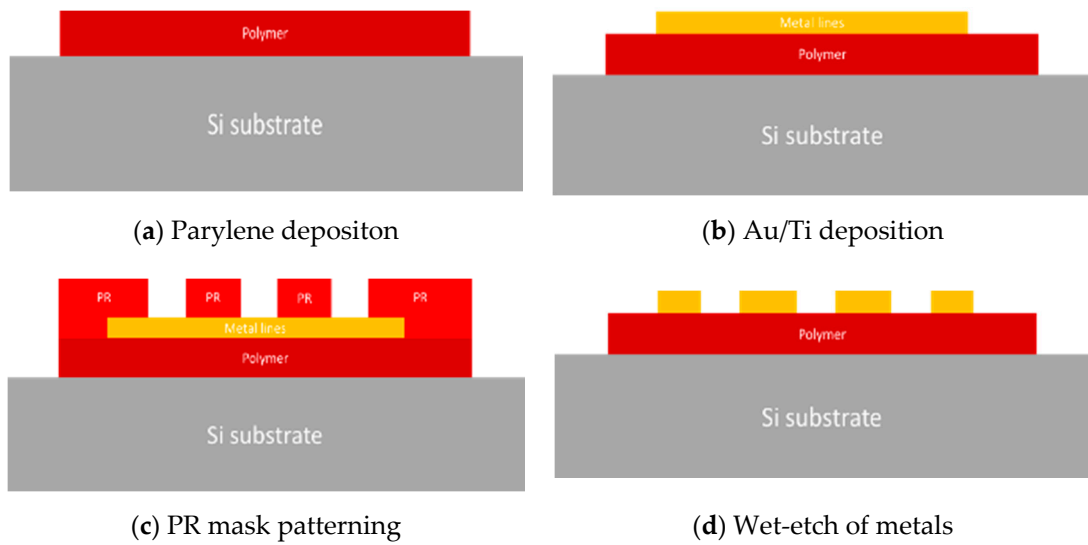 Polymer
Si substrate
(a) Parylene depositon
Metal lines
Polymer
Si substrate
(b) Au/Ti deposition
PR PR PR PR
Metal lines
Polymer
Si substrate
(c) PR mask patterning
Polymer
Si substrate
(d) Wet-etch of metals